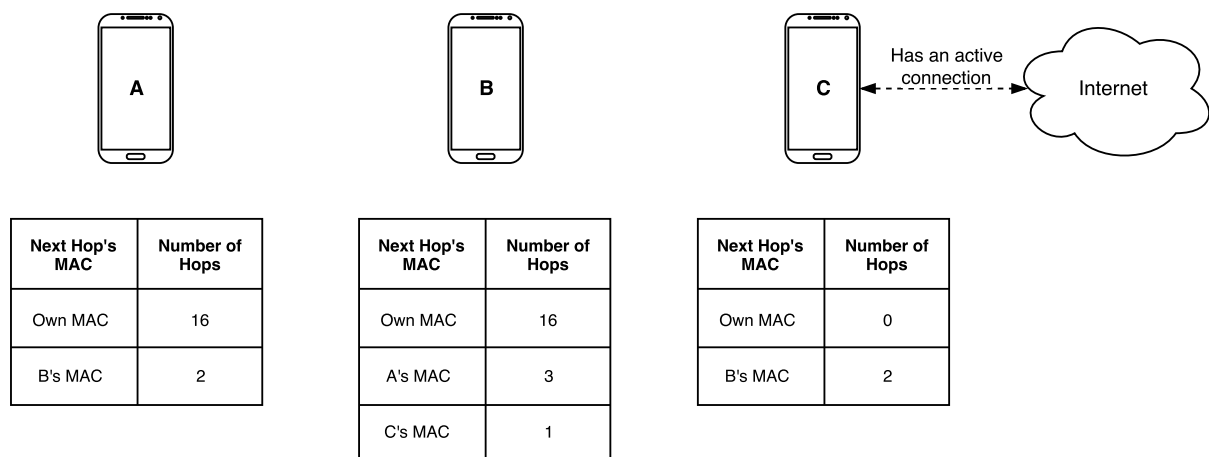 A
B
C
Has an active
connection
Internet
Next Hop's
MAC
Number of
Hops
Own MAC
16
B's MAC
2
Next Hop's
MAC
Number of
Hops
Own MAC
16
A's MAC
3
C's MAC
1
Next Hop's
MAC
Number of
Hops
Own MAC
0
B's MAC
2